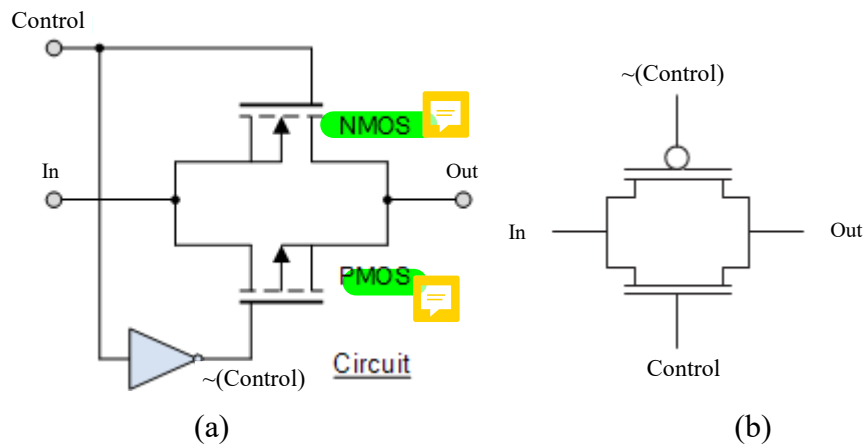 Control
NMOS
In
Out
PMOS
~(Control)
Circuit
(a)
~(Control)
In
Out
Control
(b)